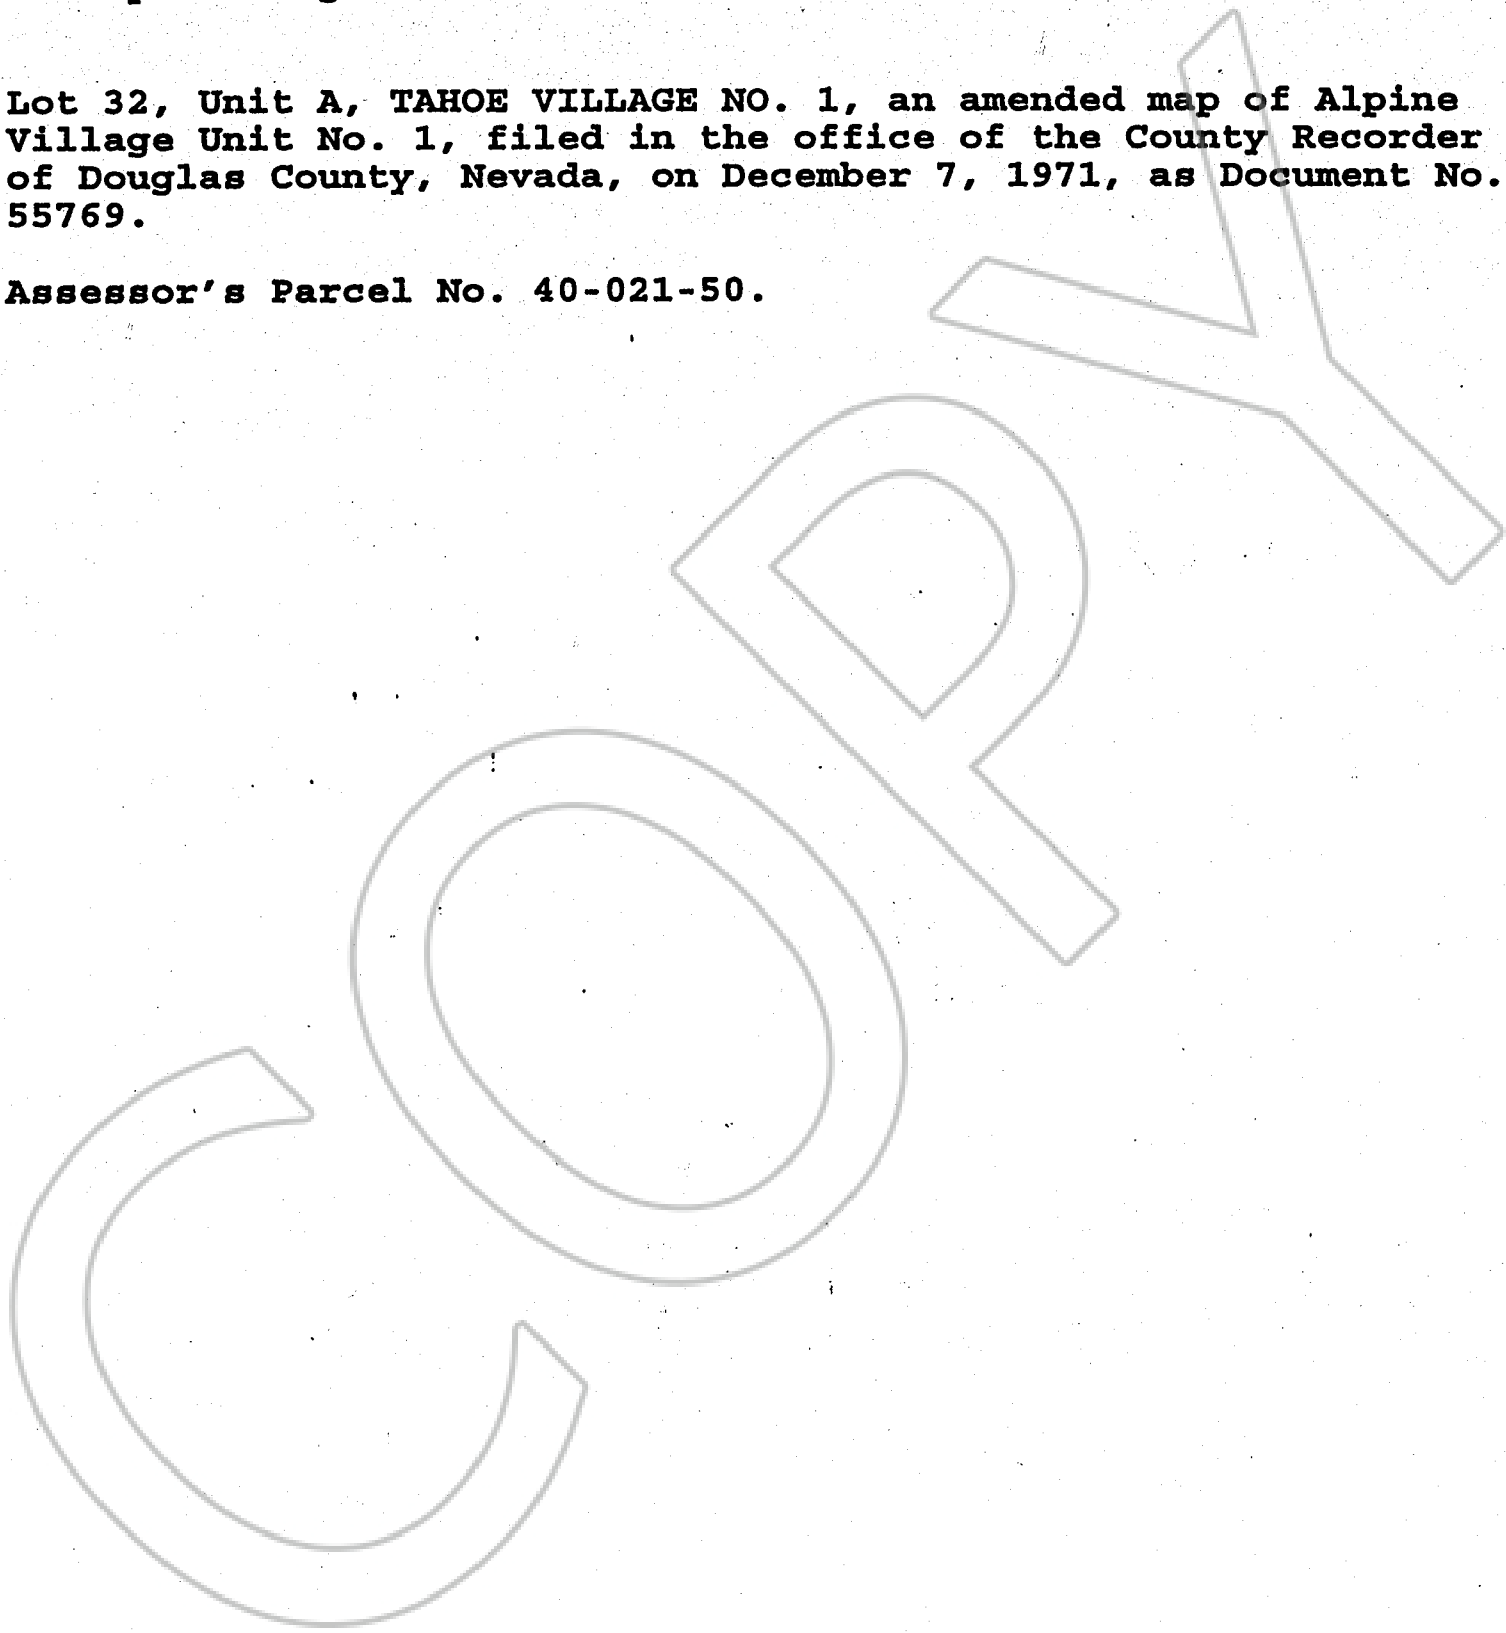 Lot 32, Unit A, TAHOE VILLAGE NO. 1, an amended map of Alpine
Village Unit No. 1, filed in the office of the County Recorder
of Douglas County, Nevada, on December 7, 1971, as Document No.
55769.
Assessor's Parcel No. 40-021-50.
COPY